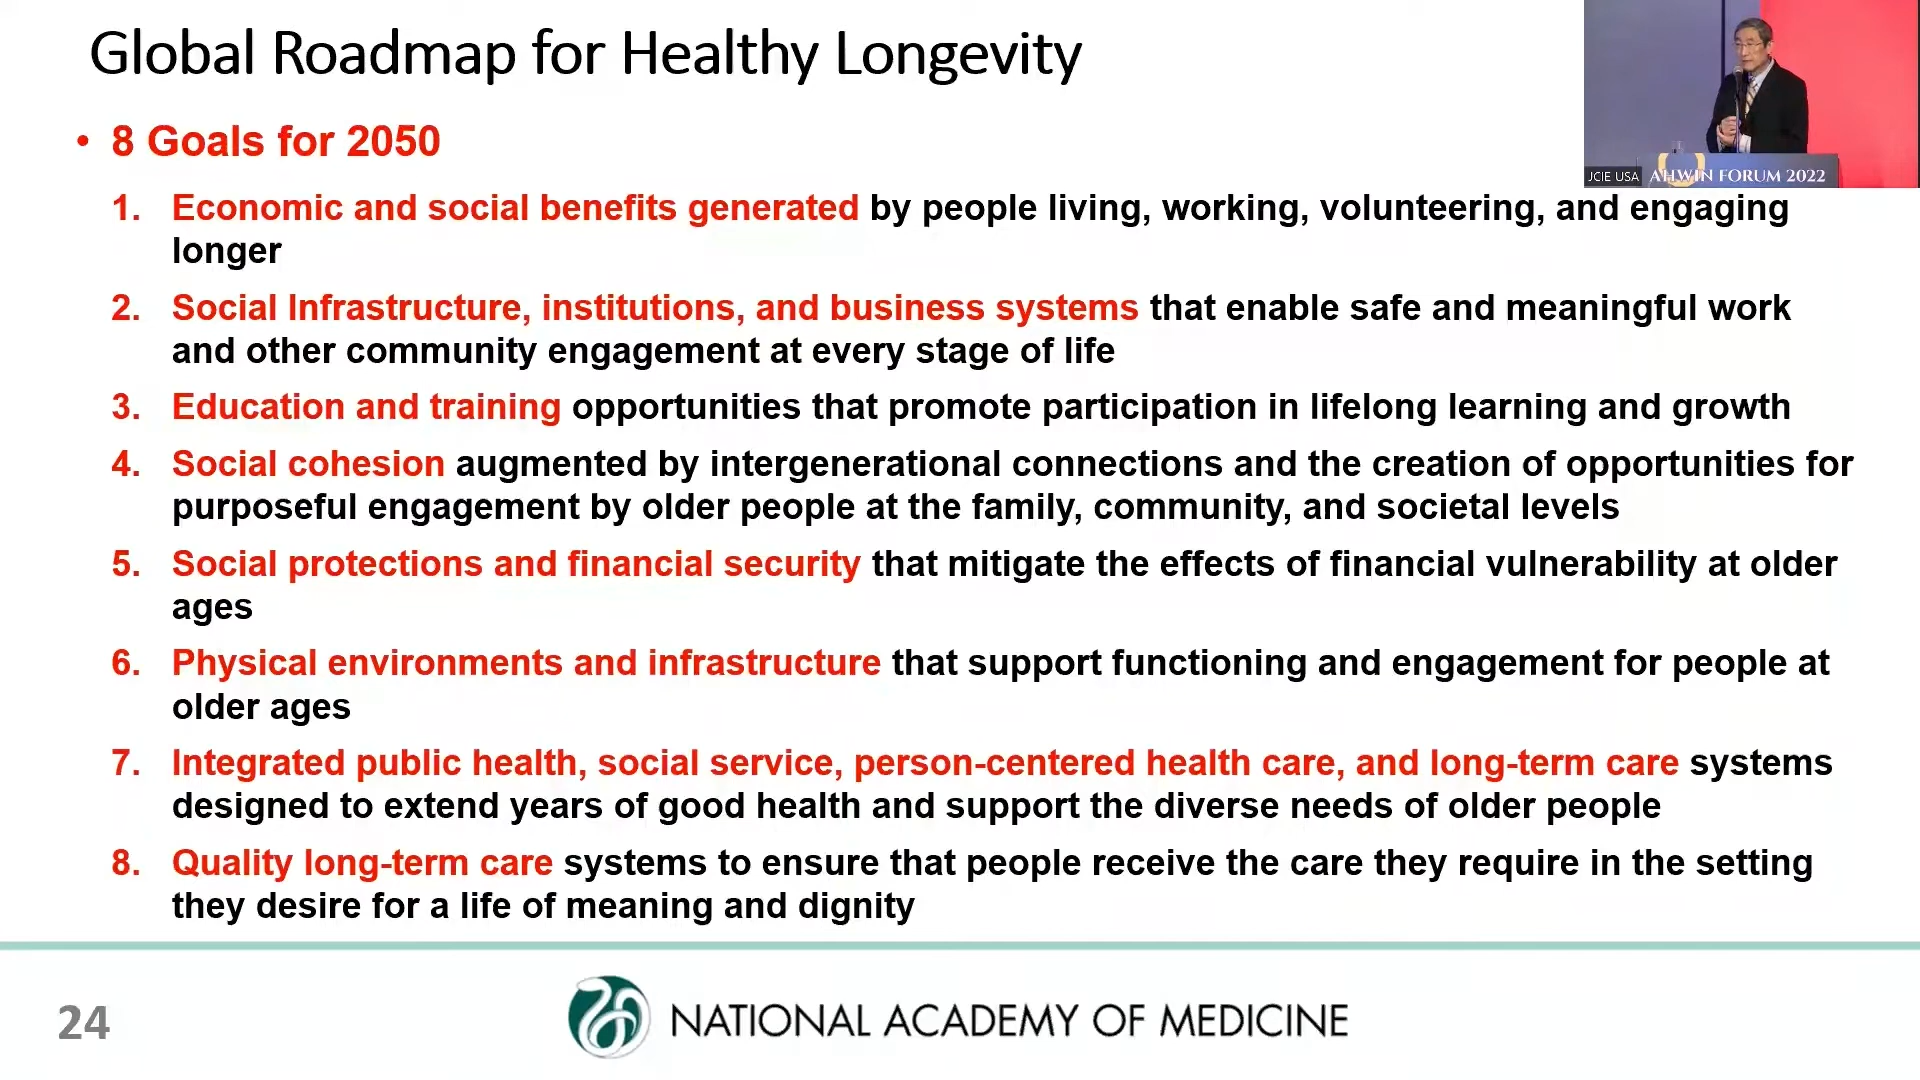 Global Roadmap for Healthy Longevity
• 8 Goals for 2050
JCIE USA
AHWIN FORUM 2022
1. Economic and social benefits generated by people living, working, volunteering, and engaging
longer
2. Social Infrastructure, institutions, and business systems that enable safe and meaningful work
and other community engagement at every stage of life
3. Education and training opportunities that promote participation in lifelong learning and growth
4. Social cohesion augmented by intergenerational connections and the creation of opportunities for
purposeful engagement by older people at the family, community, and societal levels
5. Social protections and financial security that mitigate the effects of financial vulnerability at older
ages
6. Physical environments and infrastructure that support functioning and engagement for people at
older ages
7. Integrated public health, social service, person-centered health care, and long-term care systems
designed to extend years of good health and support the diverse needs of older people
8. Quality long-term care systems to ensure that people receive the care they require in the setting
they desire for a life of meaning and dignity
24
NATIONAL ACADEMY OF MEDICINE